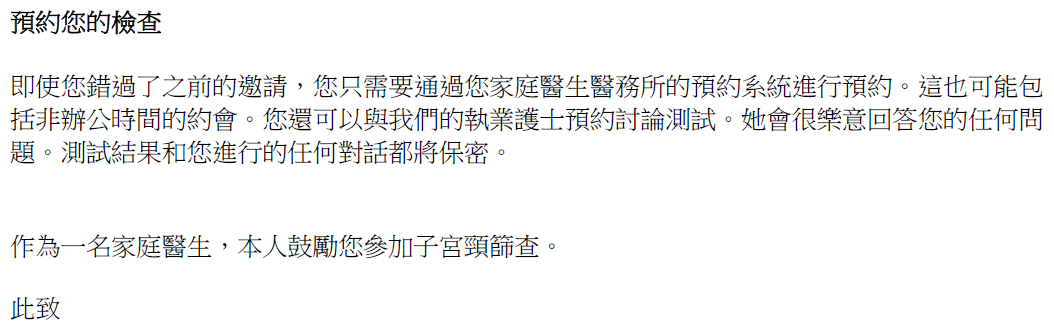 預約您的檢查
即使您錯過了之前的邀請，您只需要通過您家庭醫生醫務所的預約系統進行預約。這也可能包
括非辦公時間的約會。您還可以與我們的執業護士預約討論測試。她會很樂意回答您的任何問
題。測試結果和您進行的任何對話都將保密。
作為一名家庭醫生，本人鼓勵您參加子宮頸篩查。
此致